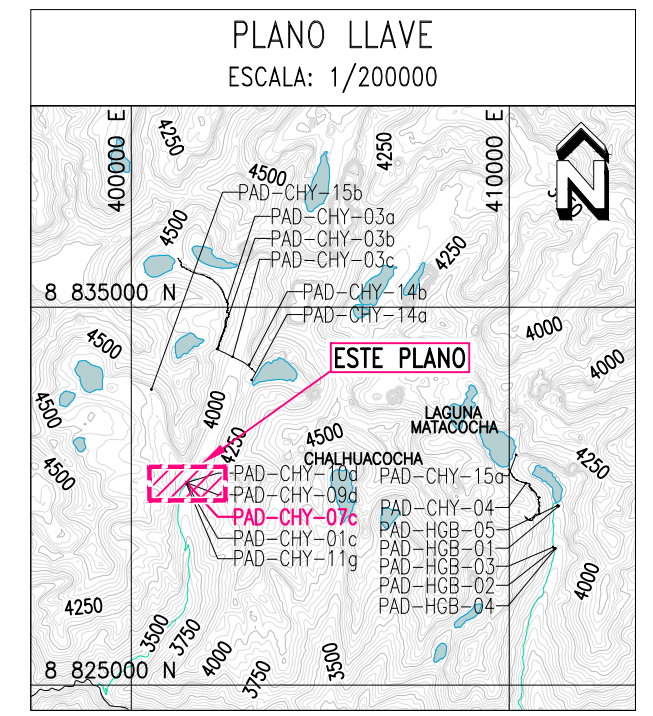 PLANO LLAVE
ESCALA: 1/200000
400000 E
410000 E
4250
4500
4250
PAD-CHY-15b
4500
PAD-CHY-03a
PAD-CHY-03b
4250
PAD-CHY-03c
8 835000 N
PAD-CHY-14b
PAD-CHY-14a
4000
4500
ESTE PLANO
4000
4500
4000
LAGUNA
MATACOCHA
4250
4500
4500
CHALHUACOCHA
4250
PAD-CHY-10d
PAD-CHY-15a
PAD-CHY-09d
PAD-CHY-04
PAD-CHY-07c
PAD-HGB-05
PAD-CHY-01c
PAD-HGB-01
PAD-CHY-11g
PAD-HGB-03
PAD-HGB-02
4000
PAD-HGB-04
4250
3500
3750
4000
3750
3500
8 825000 N
N